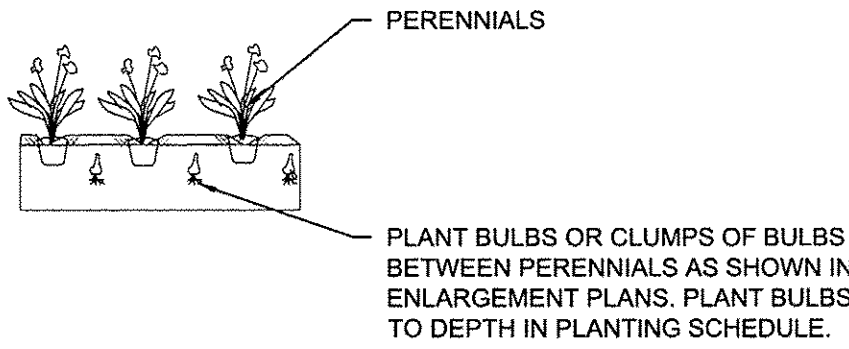 PERENNIALS
PLANT BULBS OR CLUMPS OF BULBS
BETWEEN PERENNIALS AS SHOWN IN
ENLARGEMENT PLANS. PLANT BULBS
TO DEPTH IN PLANTING SCHEDULE.